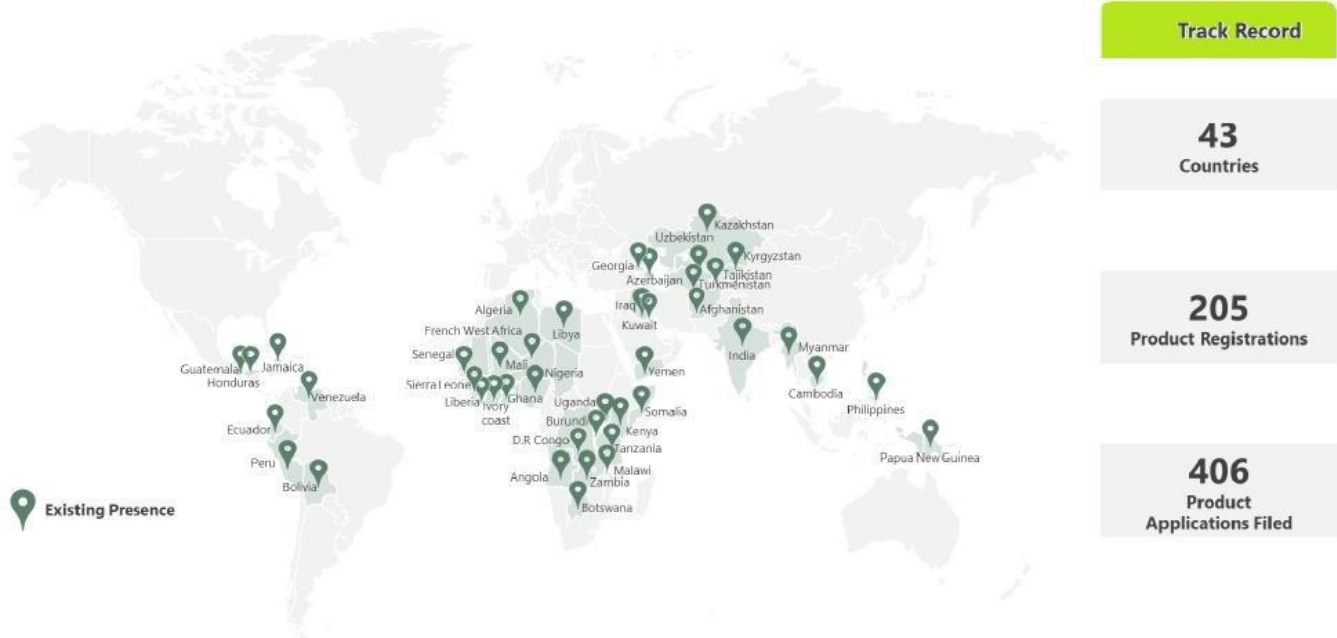 Track Record
43
Countries
205
Product Registrations
406
Product
Applications Filed
Kazakhstan
Uzbekistan
Kyrgyzstan
Georgia
Azerbaijan
Tajikistan
Turkmenistan
Iraq
Afghanistan
Kuwait
Algeria
Libya
French West Africa
India
Myanmar
Senegal
Mali
Nigeria
Yemen
Guatemala
Jamaica
Honduras
Sierra Leone
Cambodia
Venezuela
Liberia
Ivory
coast
Ghana
Uganda
Somalia
Philippines
Ecuador
Burundi
Kenya
D.R Congo
Tanzania
Papua New Guinea
Peru
Malawi
Angola
Zambia
Bolivia
Botswana
Existing Presence